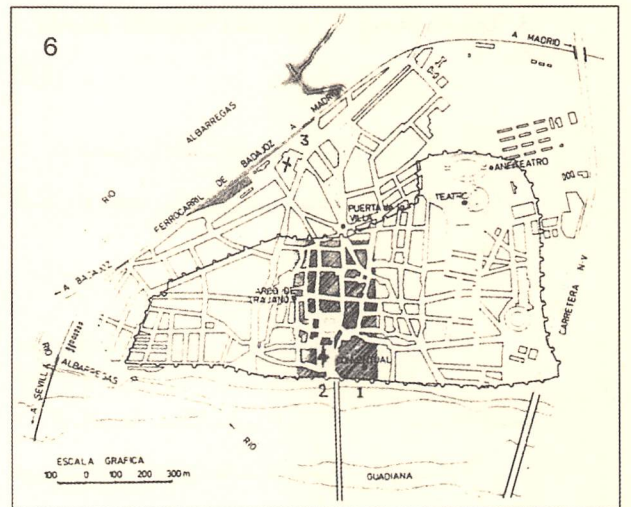 6
A MADRID
ALBARREGAS
FERROCARRIL DE BADAJOZ A MADRID
3
RIO
ANFITEATRO
TEATRO
PUERTA DE LA VILLA
A BADAJOZ
ARCO DE TRAJANO
CARRETERA N V
ALBARREGAS
A SEVILLA
2
1
RIO
GUADIANA
ESCALA GRAFICA
100 0 100 200 300 m